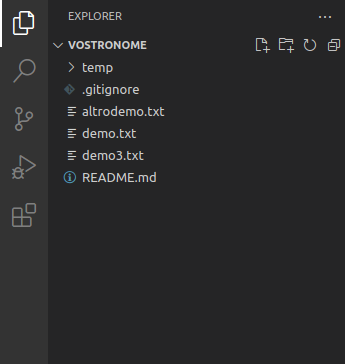 EXPLORER
VOSTRONOME
temp
.gitignore
altrodemo.txt
demo.txt
demo3.txt
README.md